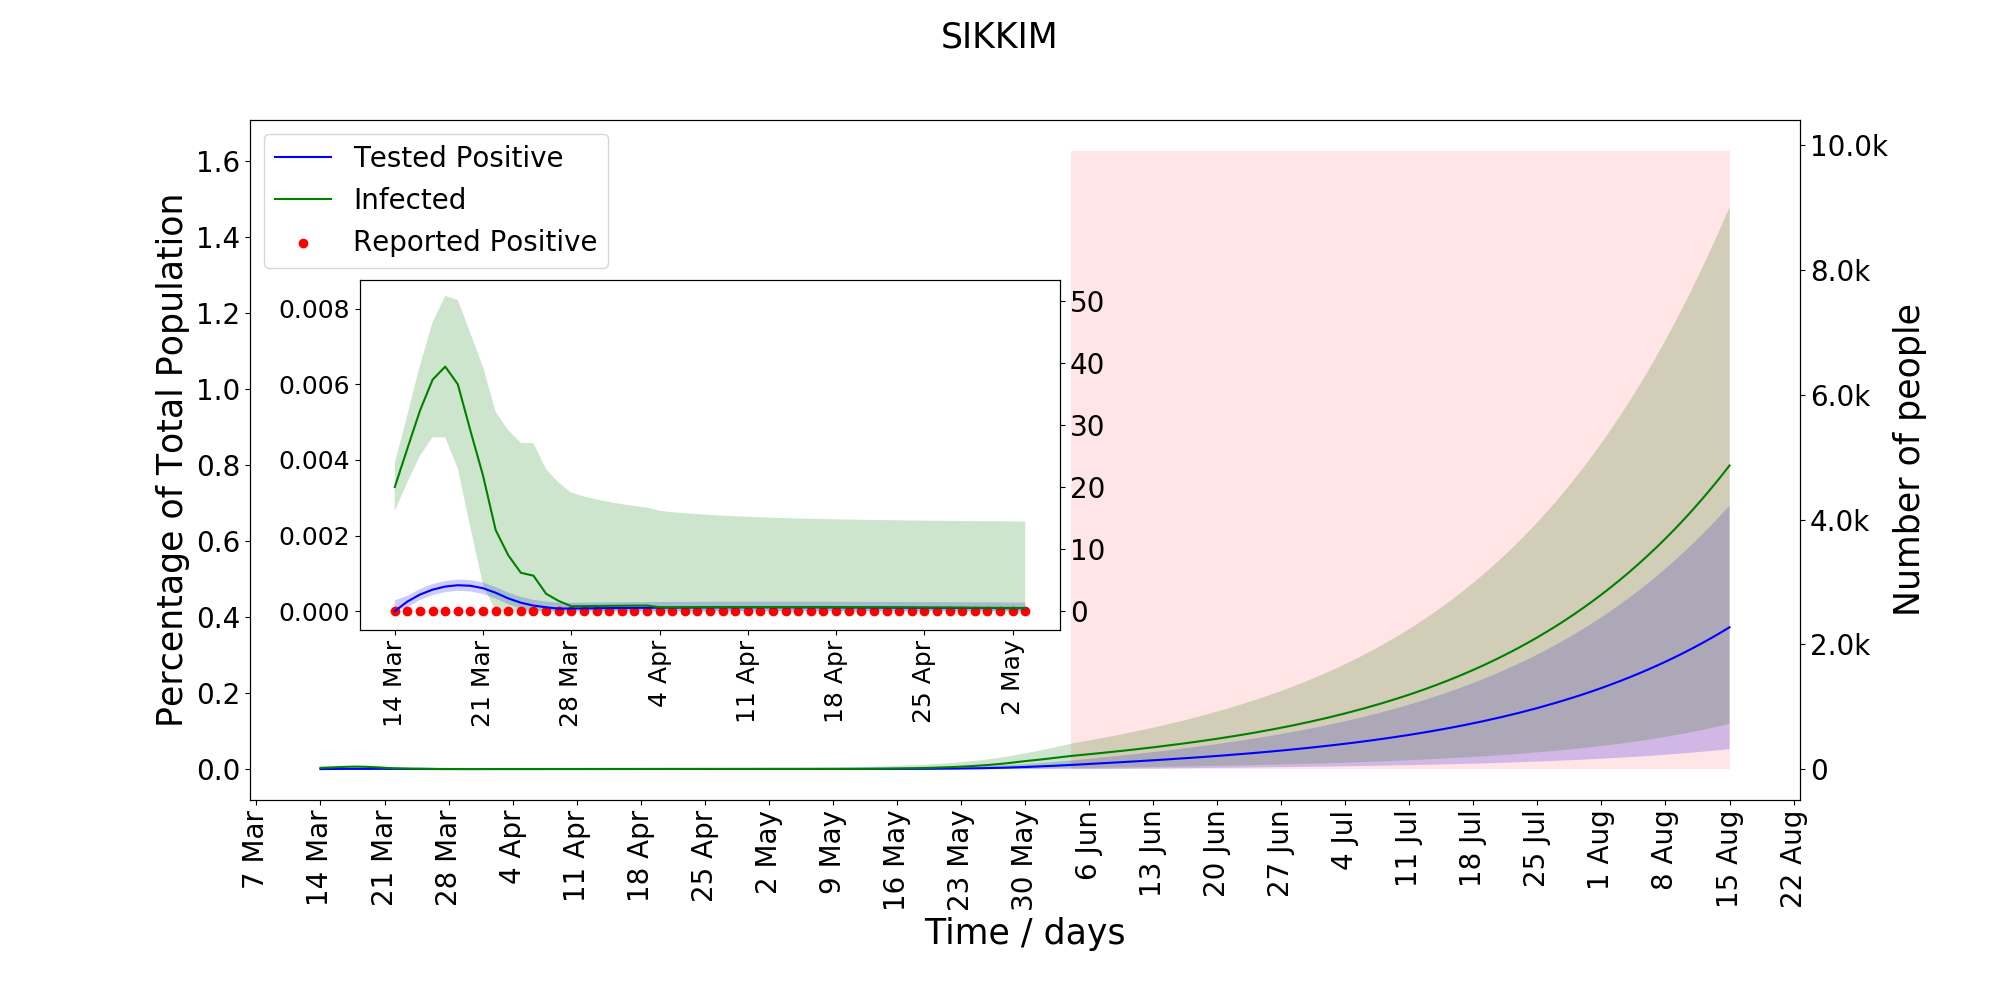 SIKKIM
Tested Positive
Infected
Reported Positive
Percentage of Total Population
1.6
1.4
1.2
1.0
0.8
0.6
0.4
0.2
0.0
10.0k
8.0k
6.0k
4.0k
2.0k
0
Number of people
0.008
0.006
0.004
0.002
0.000
50
40
30
20
10
0
14 Mar
21 Mar
28 Mar
4 Apr
11 Apr
18 Apr
25 Apr
2 May
7 Mar
14 Mar
21 Mar
28 Mar
4 Apr
11 Apr
18 Apr
25 Apr
2 May
9 May
16 May
23 May
30 May
6 Jun
13 Jun
20 Jun
27 Jun
4 Jul
11 Jul
18 Jul
25 Jul
1 Aug
8 Aug
15 Aug
22 Aug
Time / days